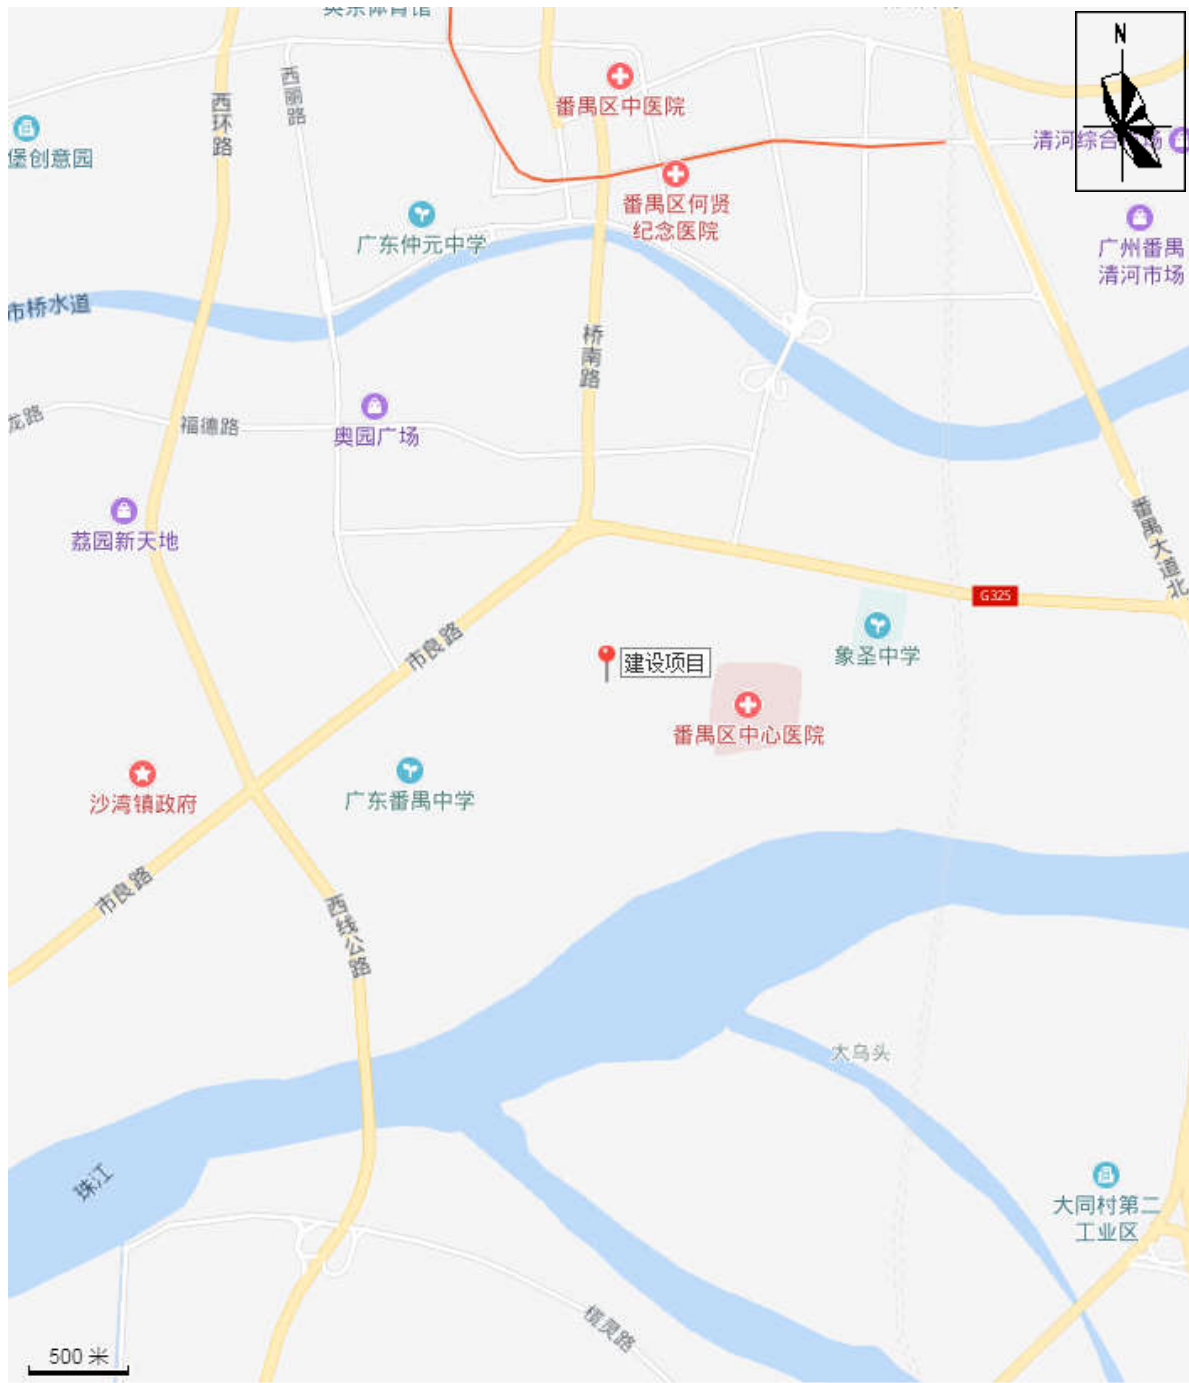 N
西丽路
西环路
番禺区中医院
堡创意园
清河综合
场
番禺区何贤
纪念医院
广东仲元中学
广州番禺
清河市场
市桥水道
桥南路
龙路
福德路
奥园广场
荔园新天地
番禺大道北
G325
象圣中学
市良路
建设项目
番禺区中心医院
沙湾镇政府
广东番禺中学
市良路
西线公路
大乌头
珠江
大同村第二
工业区
榄灵路
500 米